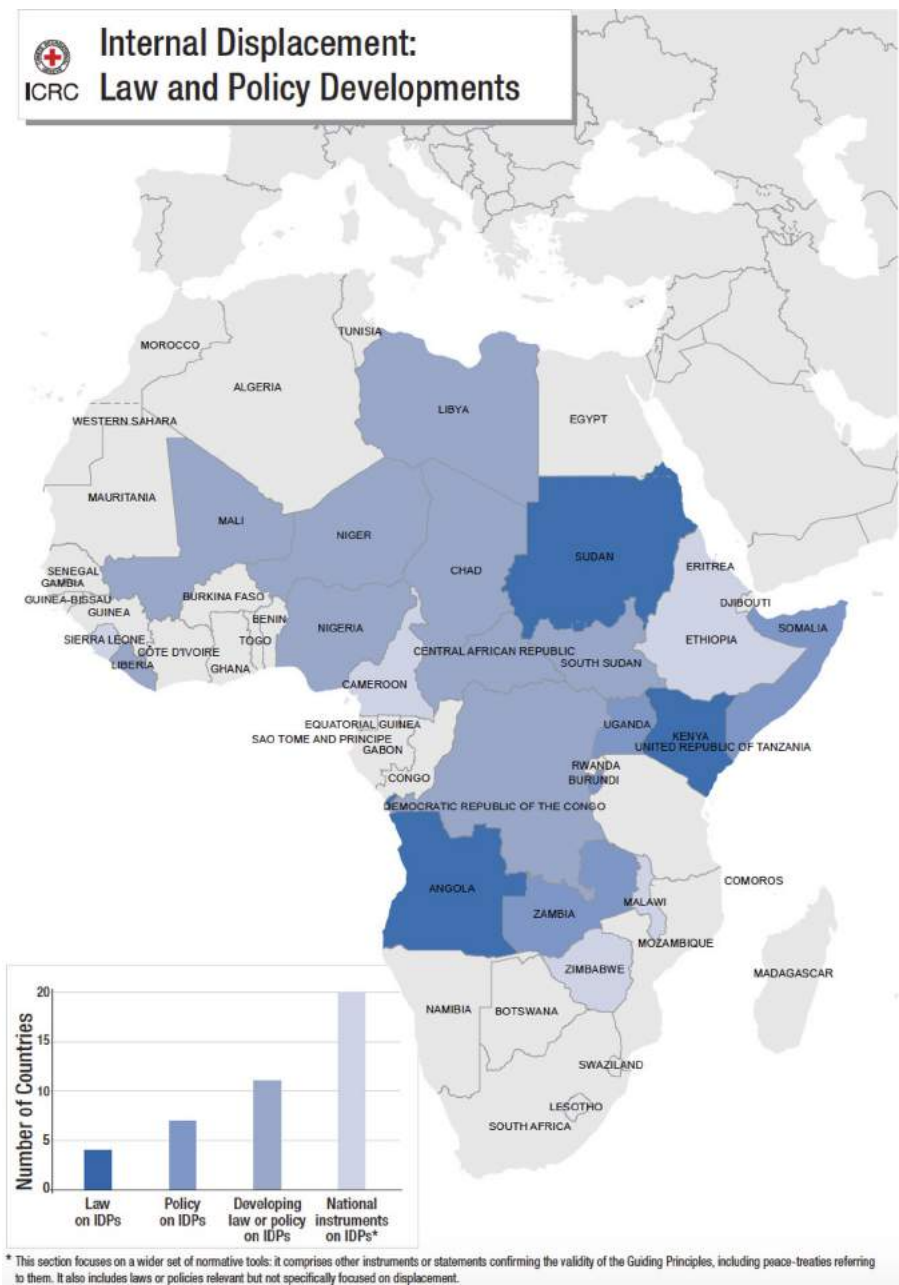 Internal Displacement:
Law and Policy Developments
ICRC
TUNISIA
MOROCCO
ALGERIA
LIBYA
EGYPT
WESTERN SAHARA
MAURITANIA
MALI
NIGER
SUDAN
CHAD
ERITREA
SENEGAL
GAMBIA
GUINEA-BISSAU
GUINEA
BURKINA FASO
BENIN
DJIBOUTI
NIGERIA
SOMALIA
SIERRA LEONE
CÔTE D'IVOIRE
TOGO
ETHIOPIA
LIBERIA
GHANA
CENTRAL AFRICAN REPUBLIC
SOUTH SUDAN
CAMEROON
EQUATORIAL GUINEA
UGANDA
SAO TOME AND PRINCIPE
KENYA
UNITED REPUBLIC OF TANZANIA
GABON
RWANDA
CONGO
BURUNDI
DEMOCRATIC REPUBLIC OF THE CONGO
ANGOLA
COMOROS
MALAWI
ZAMBIA
MOZAMBIQUE
ZIMBABWE
MADAGASCAR
NAMIBIA
BOTSWANA
SWAZILAND
LESOTHO
SOUTH AFRICA
Number of Countries
20
15
10
5
0
Law
on IDPs
Policy
on IDPs
Developing
law or policy
on IDPs
National
instruments
on IDPs*
* This section focuses on a wider set of normative tools: it comprises other instruments or statements confirming the validity of the Guiding Principles, including peace-treaties referring
to them. It also includes laws or policies relevant but not specifically focused on displacement.